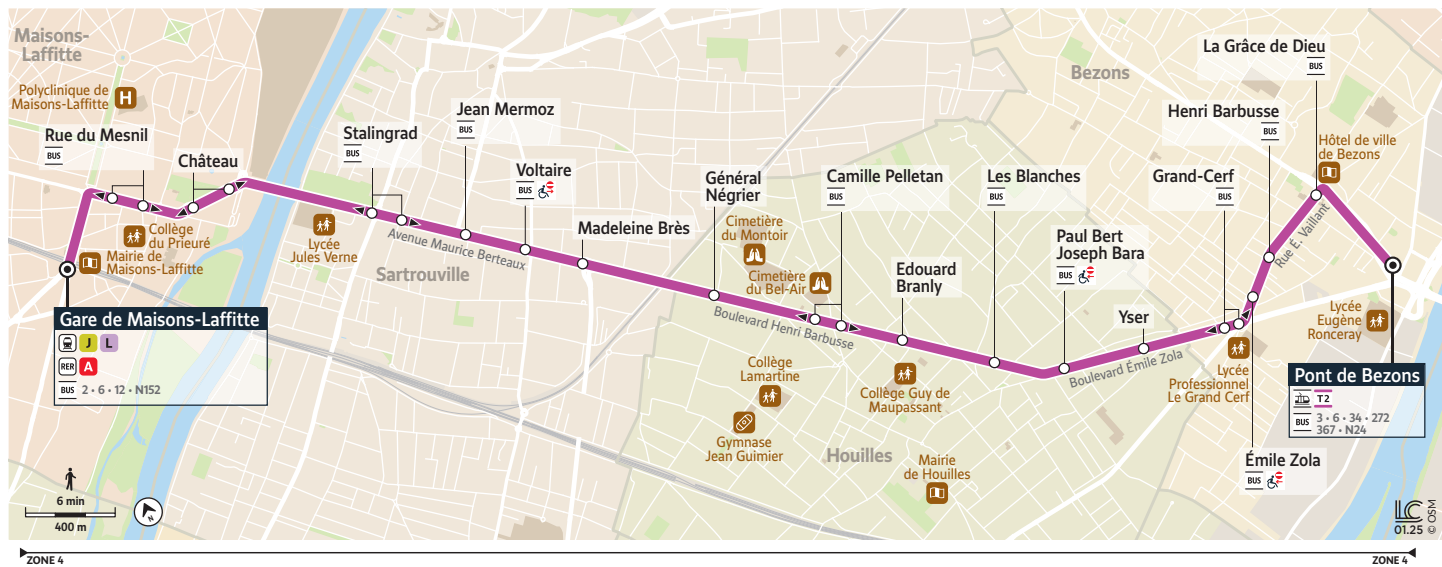 Maisons-
Laffitte
Polyclinique de
Maisons-Laffitte
H
Rue du Mesnil
BUS
Château
Collège
du Prieuré
Mairie de
Maisons-Laffitte
Gare de Maisons-Laffitte
J L
RER A
BUS 2 • 6 • 12 • N152
6 min
400 m
N
Lycée
Jules Verne
Stalingrad
BUS
Sartrouville
Avenue Maurice Berteaux
Jean Mermoz
BUS
Voltaire
BUS
Madeleine Brès
Général
Négrier
Boulevard Henri Barbusse
Cimetière
du Montoir
Cimetière
du Bel-Air
Camille Pelletan
BUS
Collège
Lamartine
Gymnase
Jean Guimier
Edouard
Branly
Collège Guy de
Maupassant
Houilles
Mairie
de Houilles
Les Blanches
BUS
Paul Bert
Joseph Bara
BUS
Yser
Boulevard Émile Zola
Bezons
Grand-Cerf
BUS
Henri Barbusse
BUS
La Grâce de Dieu
BUS
Hôtel de ville
de Bezons
Rue É. Vaillant
Lycée
Professionnel
Le Grand Cerf
Émile Zola
BUS
Lycée
Eugène
Ronceray
Pont de Bezons
T2
BUS 3 • 6 • 34 • 272
367 • N24
LC
01.25 © OSM
ZONE 4
ZONE 4